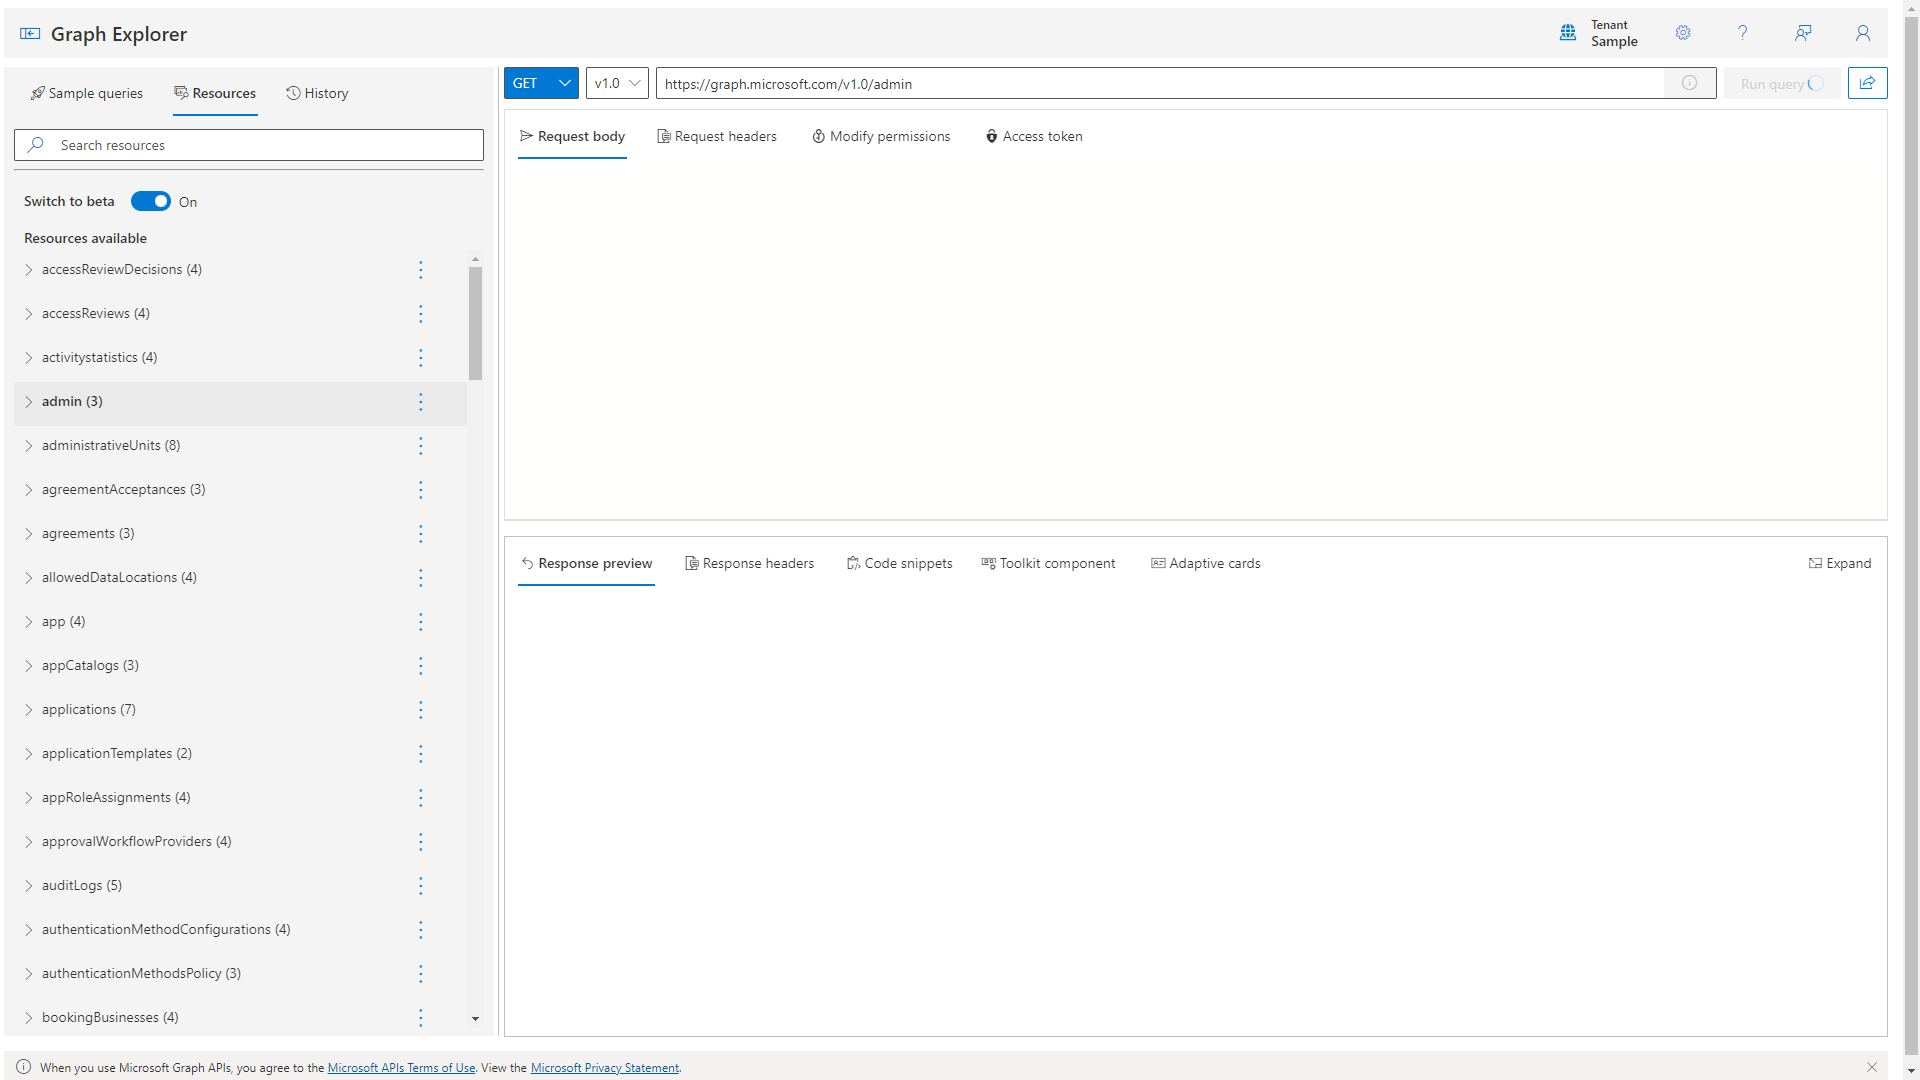 Graph Explorer
Tenant
Sample
Sample queries
Resources
History
Search resources
Switch to beta
On
Resources available
accessReviewDecisions (4)
accessReviews (4)
activitystatistics (4)
admin (3)
administrativeUnits (8)
agreementAcceptances (3)
agreements (3)
allowedDataLocations (4)
app (4)
appCatalogs (3)
applications (7)
applicationTemplates (2)
appRoleAssignments (4)
approvalWorkflowProviders (4)
auditLogs (5)
authenticationMethodConfigurations (4)
authenticationMethodsPolicy (3)
bookingBusinesses (4)
GET
v1.0
https://graph.microsoft.com/v1.0/admin
Run query
Request body
Request headers
Modify permissions
Access token
Response preview
Response headers
Code snippets
Toolkit component
Adaptive cards
Expand
When you use Microsoft Graph APIs, you agree to the Microsoft APIs Terms of Use. View the Microsoft Privacy Statement.